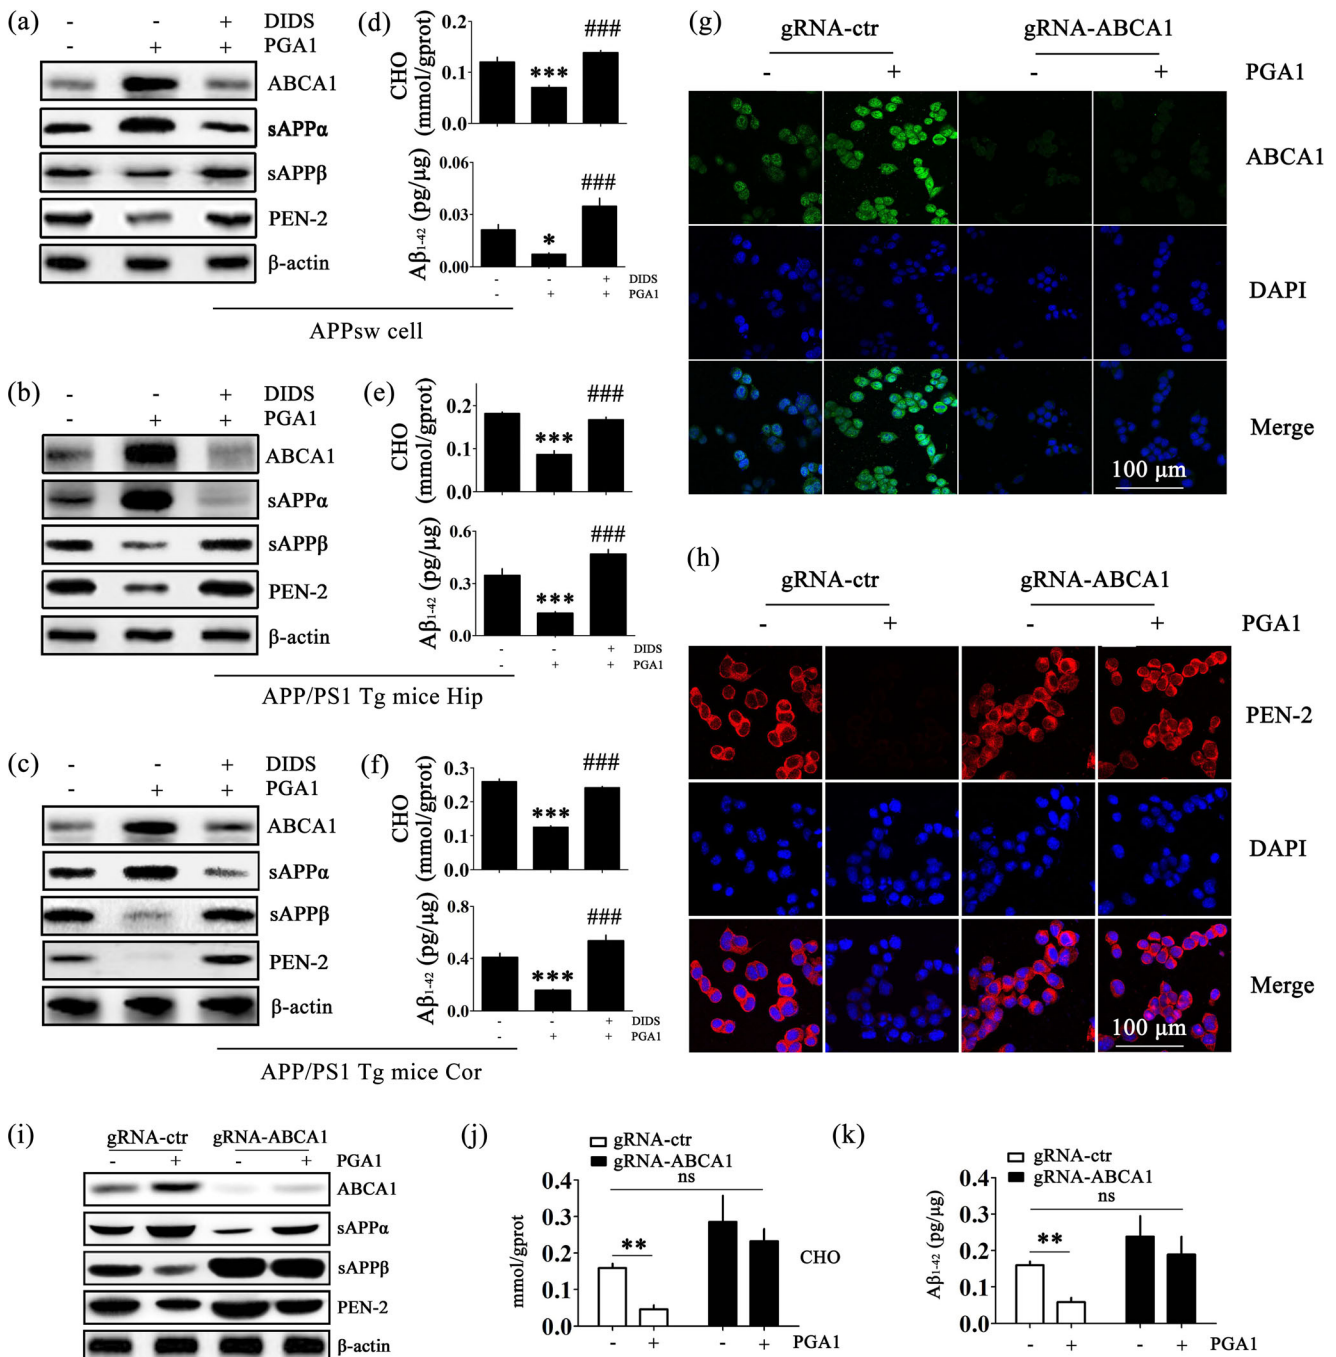 (a)
- - + DIDS
- + + PGA1
ABCA1
sAPPα
sAPPβ
PEN-2
β-actin
(d)
CHO
(mmol/gprot)
0.2
0.1
0.0
***
###
Aβ1-42 (pg/μg)
0.06
0.03
0.00
*
###
- - + DIDS
- + + PGA1
APPsw cell
(b)
- - + DIDS
- + + PGA1
ABCA1
sAPPα
sAPPβ
PEN-2
β-actin
(e)
CHO
(mmol/gprot)
0.2
0.1
0.0
***
###
Aβ1-42 (pg/μg)
0.6
0.3
0.0
***
###
- - + DIDS
- + + PGA1
APP/PS1 Tg mice Hip
(c)
- - + DIDS
- + + PGA1
ABCA1
sAPPα
sAPPβ
PEN-2
β-actin
(f)
CHO
(mmol/gprot)
0.3
0.2
0.1
0.0
***
###
Aβ1-42 (pg/μg)
0.8
0.4
0.0
***
###
- - + DIDS
- + + PGA1
APP/PS1 Tg mice Cor
(g)
gRNA-ctr gRNA-ABCA1
- + - + PGA1
ABCA1
DAPI
Merge
100 μm
(h)
gRNA-ctr gRNA-ABCA1
- + - + PGA1
PEN-2
DAPI
Merge
100 μm
(i)
gRNA-ctr gRNA-ABCA1
- + - + PGA1
ABCA1
sAPPα
sAPPβ
PEN-2
β-actin
(j)
gRNA-ctr
gRNA-ABCA1
ns
**
mmol/gprot
0.4
0.3
0.2
0.1
0.0
CHO
- + - + PGA1
(k)
gRNA-ctr
gRNA-ABCA1
ns
**
Aβ1-42 (pg/μg)
0.4
0.3
0.2
0.1
0.0
- + - + PGA1